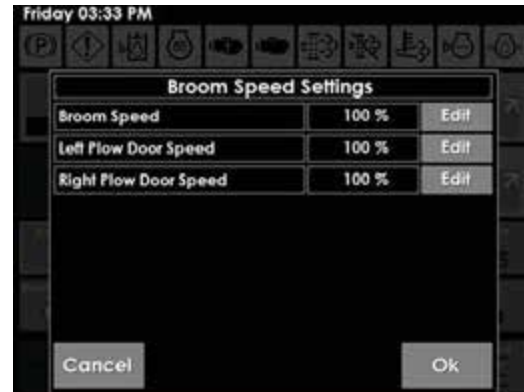 Friday 03:33 PM
Broom Speed Settings
Broom Speed 100 % Edit
Left Plow Door Speed 100 % Edit
Right Plow Door Speed 100 % Edit
Cancel Ok